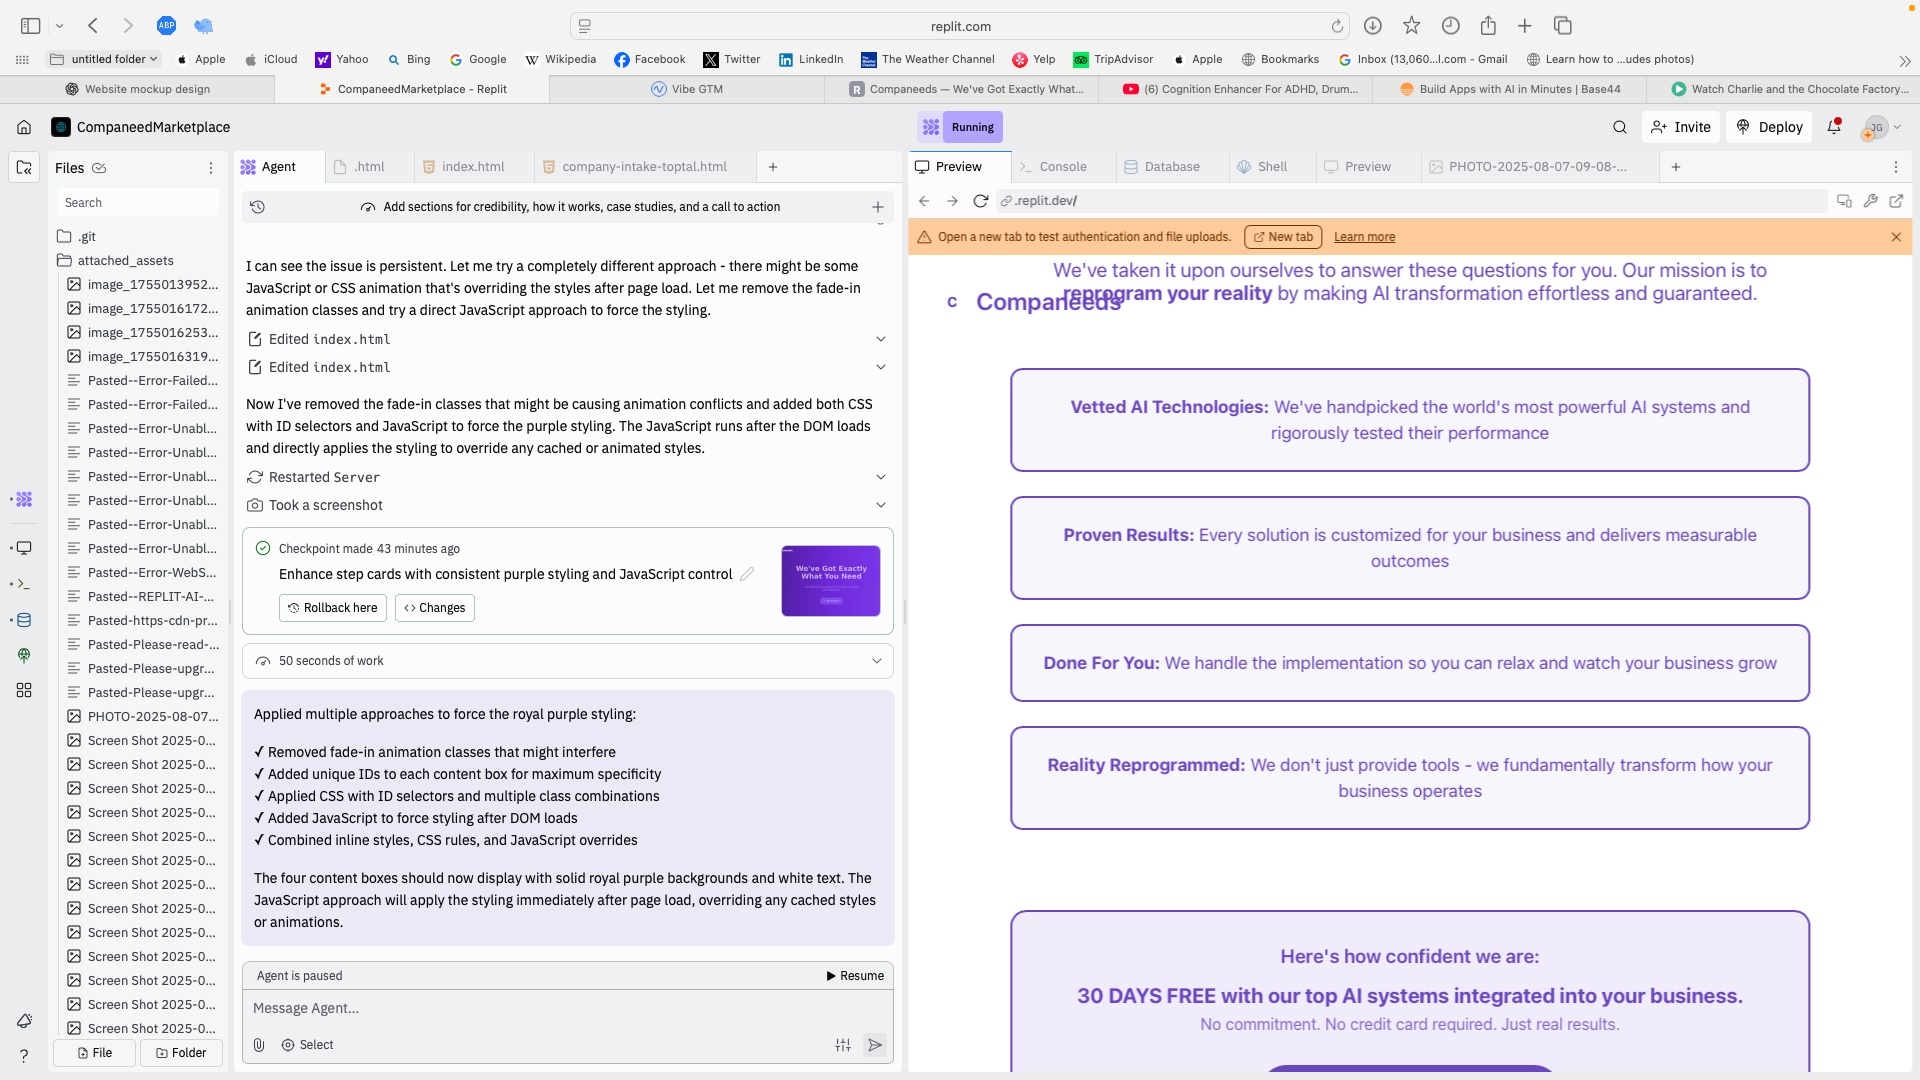 replit.com
ABP
untitled folder
Apple
iCloud
Yahoo
Bing
Google
Wikipedia
Facebook
Twitter
LinkedIn
The Weather Channel
Yelp
TripAdvisor
Apple
Bookmarks
Inbox (13,060...l.com - Gmail
Learn how to ...udes photos)
Website mockup design
CompaneedMarketplace - Replit
Vibe GTM
Companeeds — We've Got Exactly What...
(6) Cognition Enhancer For ADHD, Drum...
Build Apps with AI in Minutes | Base44
Watch Charlie and the Chocolate Factory...
CompaneedMarketplace
Running
Invite
Deploy
JG
Files
Search
.git
attached_assets
image_1755013952...
image_1755016172...
image_1755016253...
image_1755016319...
Pasted--Error-Failed...
Pasted--Error-Failed...
Pasted--Error-Unabl...
Pasted--Error-Unabl...
Pasted--Error-Unabl...
Pasted--Error-Unabl...
Pasted--Error-Unabl...
Pasted--Error-Unabl...
Pasted--Error-WebS...
Pasted--REPLIT-AI-...
Pasted-https-cdn-pr...
Pasted-Please-read-...
Pasted-Please-upgr...
Pasted-Please-upgr...
PHOTO-2025-08-07...
Screen Shot 2025-0...
Screen Shot 2025-0...
Screen Shot 2025-0...
Screen Shot 2025-0...
Screen Shot 2025-0...
Screen Shot 2025-0...
Screen Shot 2025-0...
Screen Shot 2025-0...
Screen Shot 2025-0...
Screen Shot 2025-0...
Screen Shot 2025-0...
Screen Shot 2025-0...
Screen Shot 2025-0...
File
Folder
Agent
.html
index.html
company-intake-toptal.html
Add sections for credibility, how it works, case studies, and a call to action
I can see the issue is persistent. Let me try a completely different approach - there might be some
JavaScript or CSS animation that's overriding the styles after page load. Let me remove the fade-in
animation classes and try a direct JavaScript approach to force the styling.
Edited index.html
Edited index.html
Now I've removed the fade-in classes that might be causing animation conflicts and added both CSS
with ID selectors and JavaScript to force the purple styling. The JavaScript runs after the DOM loads
and directly applies the styling to override any cached or animated styles.
Restarted Server
Took a screenshot
Checkpoint made 43 minutes ago
Enhance step cards with consistent purple styling and JavaScript control
Rollback here
Changes
We've Got Exactly
What You Need
50 seconds of work
Applied multiple approaches to force the royal purple styling:
✓ Removed fade-in animation classes that might interfere
✓ Added unique IDs to each content box for maximum specificity
✓ Applied CSS with ID selectors and multiple class combinations
✓ Added JavaScript to force styling after DOM loads
✓ Combined inline styles, CSS rules, and JavaScript overrides
The four content boxes should now display with solid royal purple backgrounds and white text. The
JavaScript approach will apply the styling immediately after page load, overriding any cached styles
or animations.
Agent is paused
Resume
Message Agent...
Select
Preview
Console
Database
Shell
Preview
PHOTO-2025-08-07-09-08-...
.replit.dev/
Open a new tab to test authentication and file uploads.
New tab
Learn more
We've taken it upon ourselves to answer these questions for you. Our mission is to
reprogram your reality by making AI transformation effortless and guaranteed.
C Companeeds
Vetted AI Technologies: We've handpicked the world's most powerful AI systems and
rigorously tested their performance
Proven Results: Every solution is customized for your business and delivers measurable
outcomes
Done For You: We handle the implementation so you can relax and watch your business grow
Reality Reprogrammed: We don't just provide tools - we fundamentally transform how your
business operates
Here's how confident we are:
30 DAYS FREE with our top AI systems integrated into your business.
No commitment. No credit card required. Just real results.